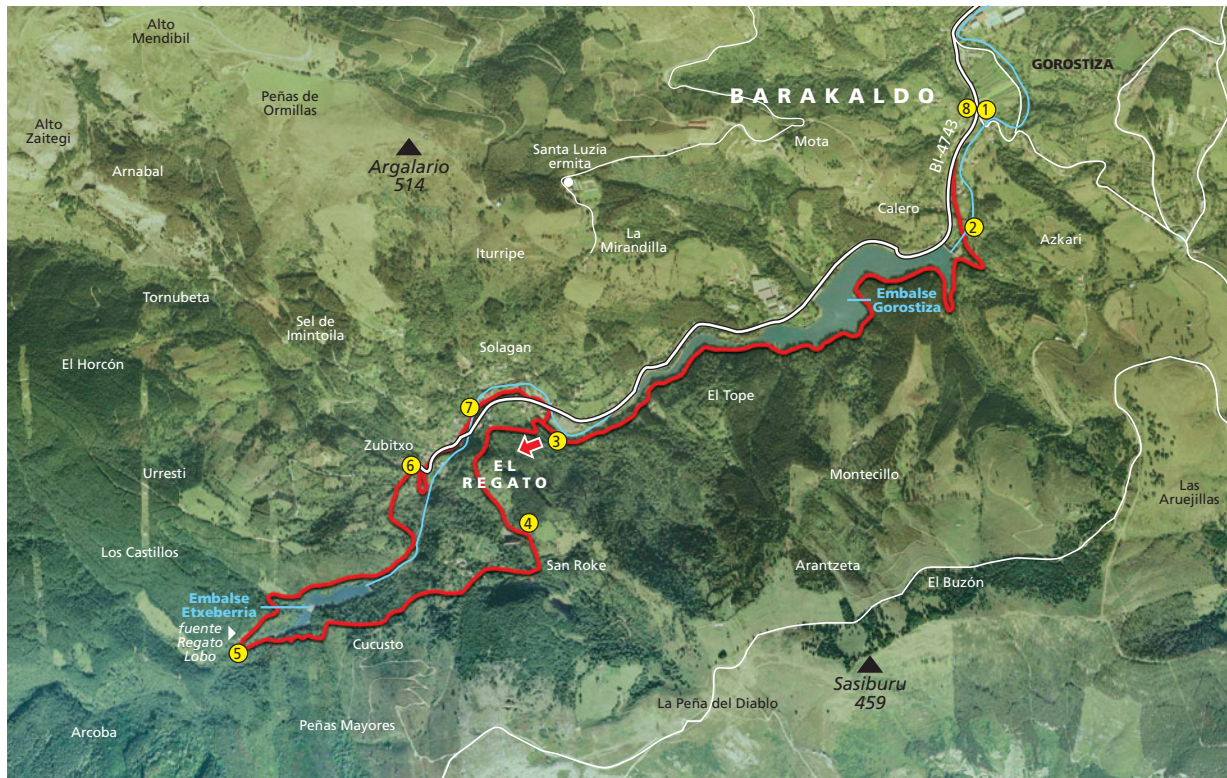 Alto
Mendibil
GOROSTIZA
BARAKALDO
Peñas de
Ormillas
8
1
Alto
Zaitegi
BI-4743
Mota
Santa Luzia
ermita
Arnabal
Argalario
514
Calero
2
Azkari
La
Mirandilla
Iturripe
Embalse
Gorostiza
Tornubeta
Sel de
Imintoila
Solagan
El Horcón
El Tope
7
3
Zubitxo
6
EL
REGATO
Urresti
Montecillo
Las
Aruejillas
4
Los Castillos
San Roke
Arantzeta
El Buzón
Embalse
Etxeberria
fuente
Regato
Lobo
5
Cucusto
Sasiburu
459
La Peña del Diablo
Peñas Mayores
Arcoba